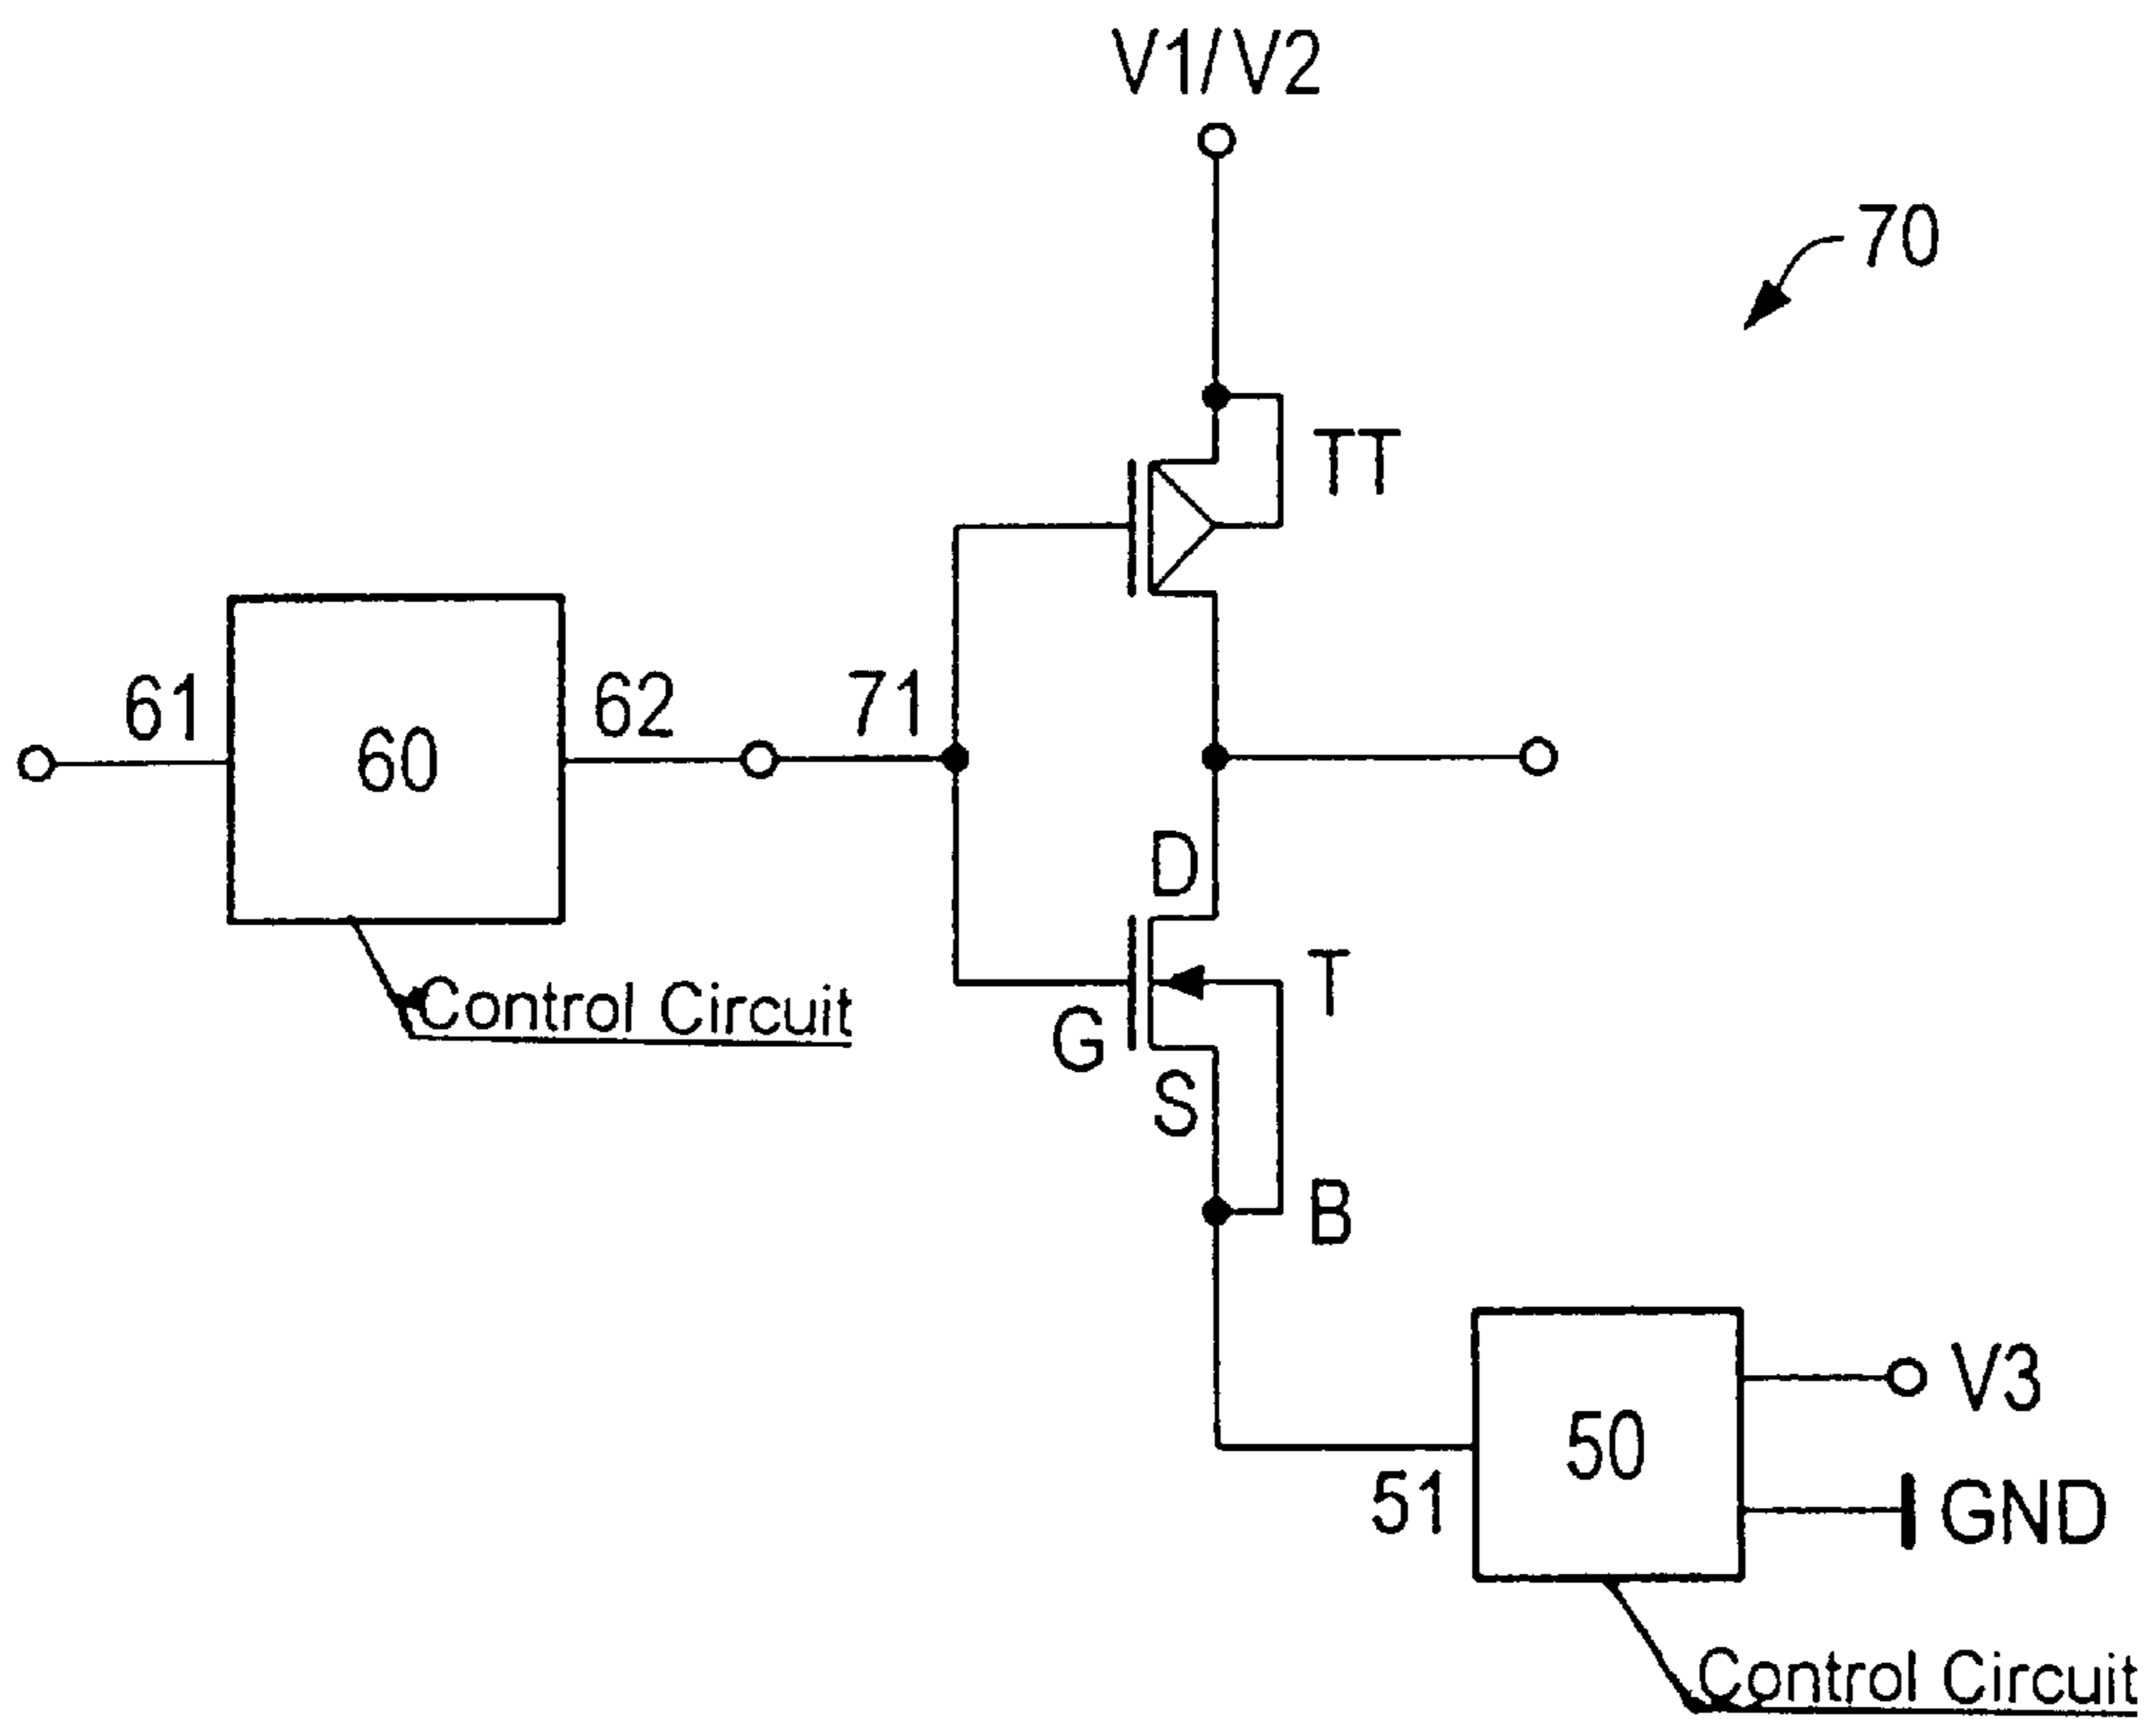 V1/V2
70
TT
61
60
62
71
D
T
G
S
Control Circuit
B
V3
50
51
GND
Control Circuit